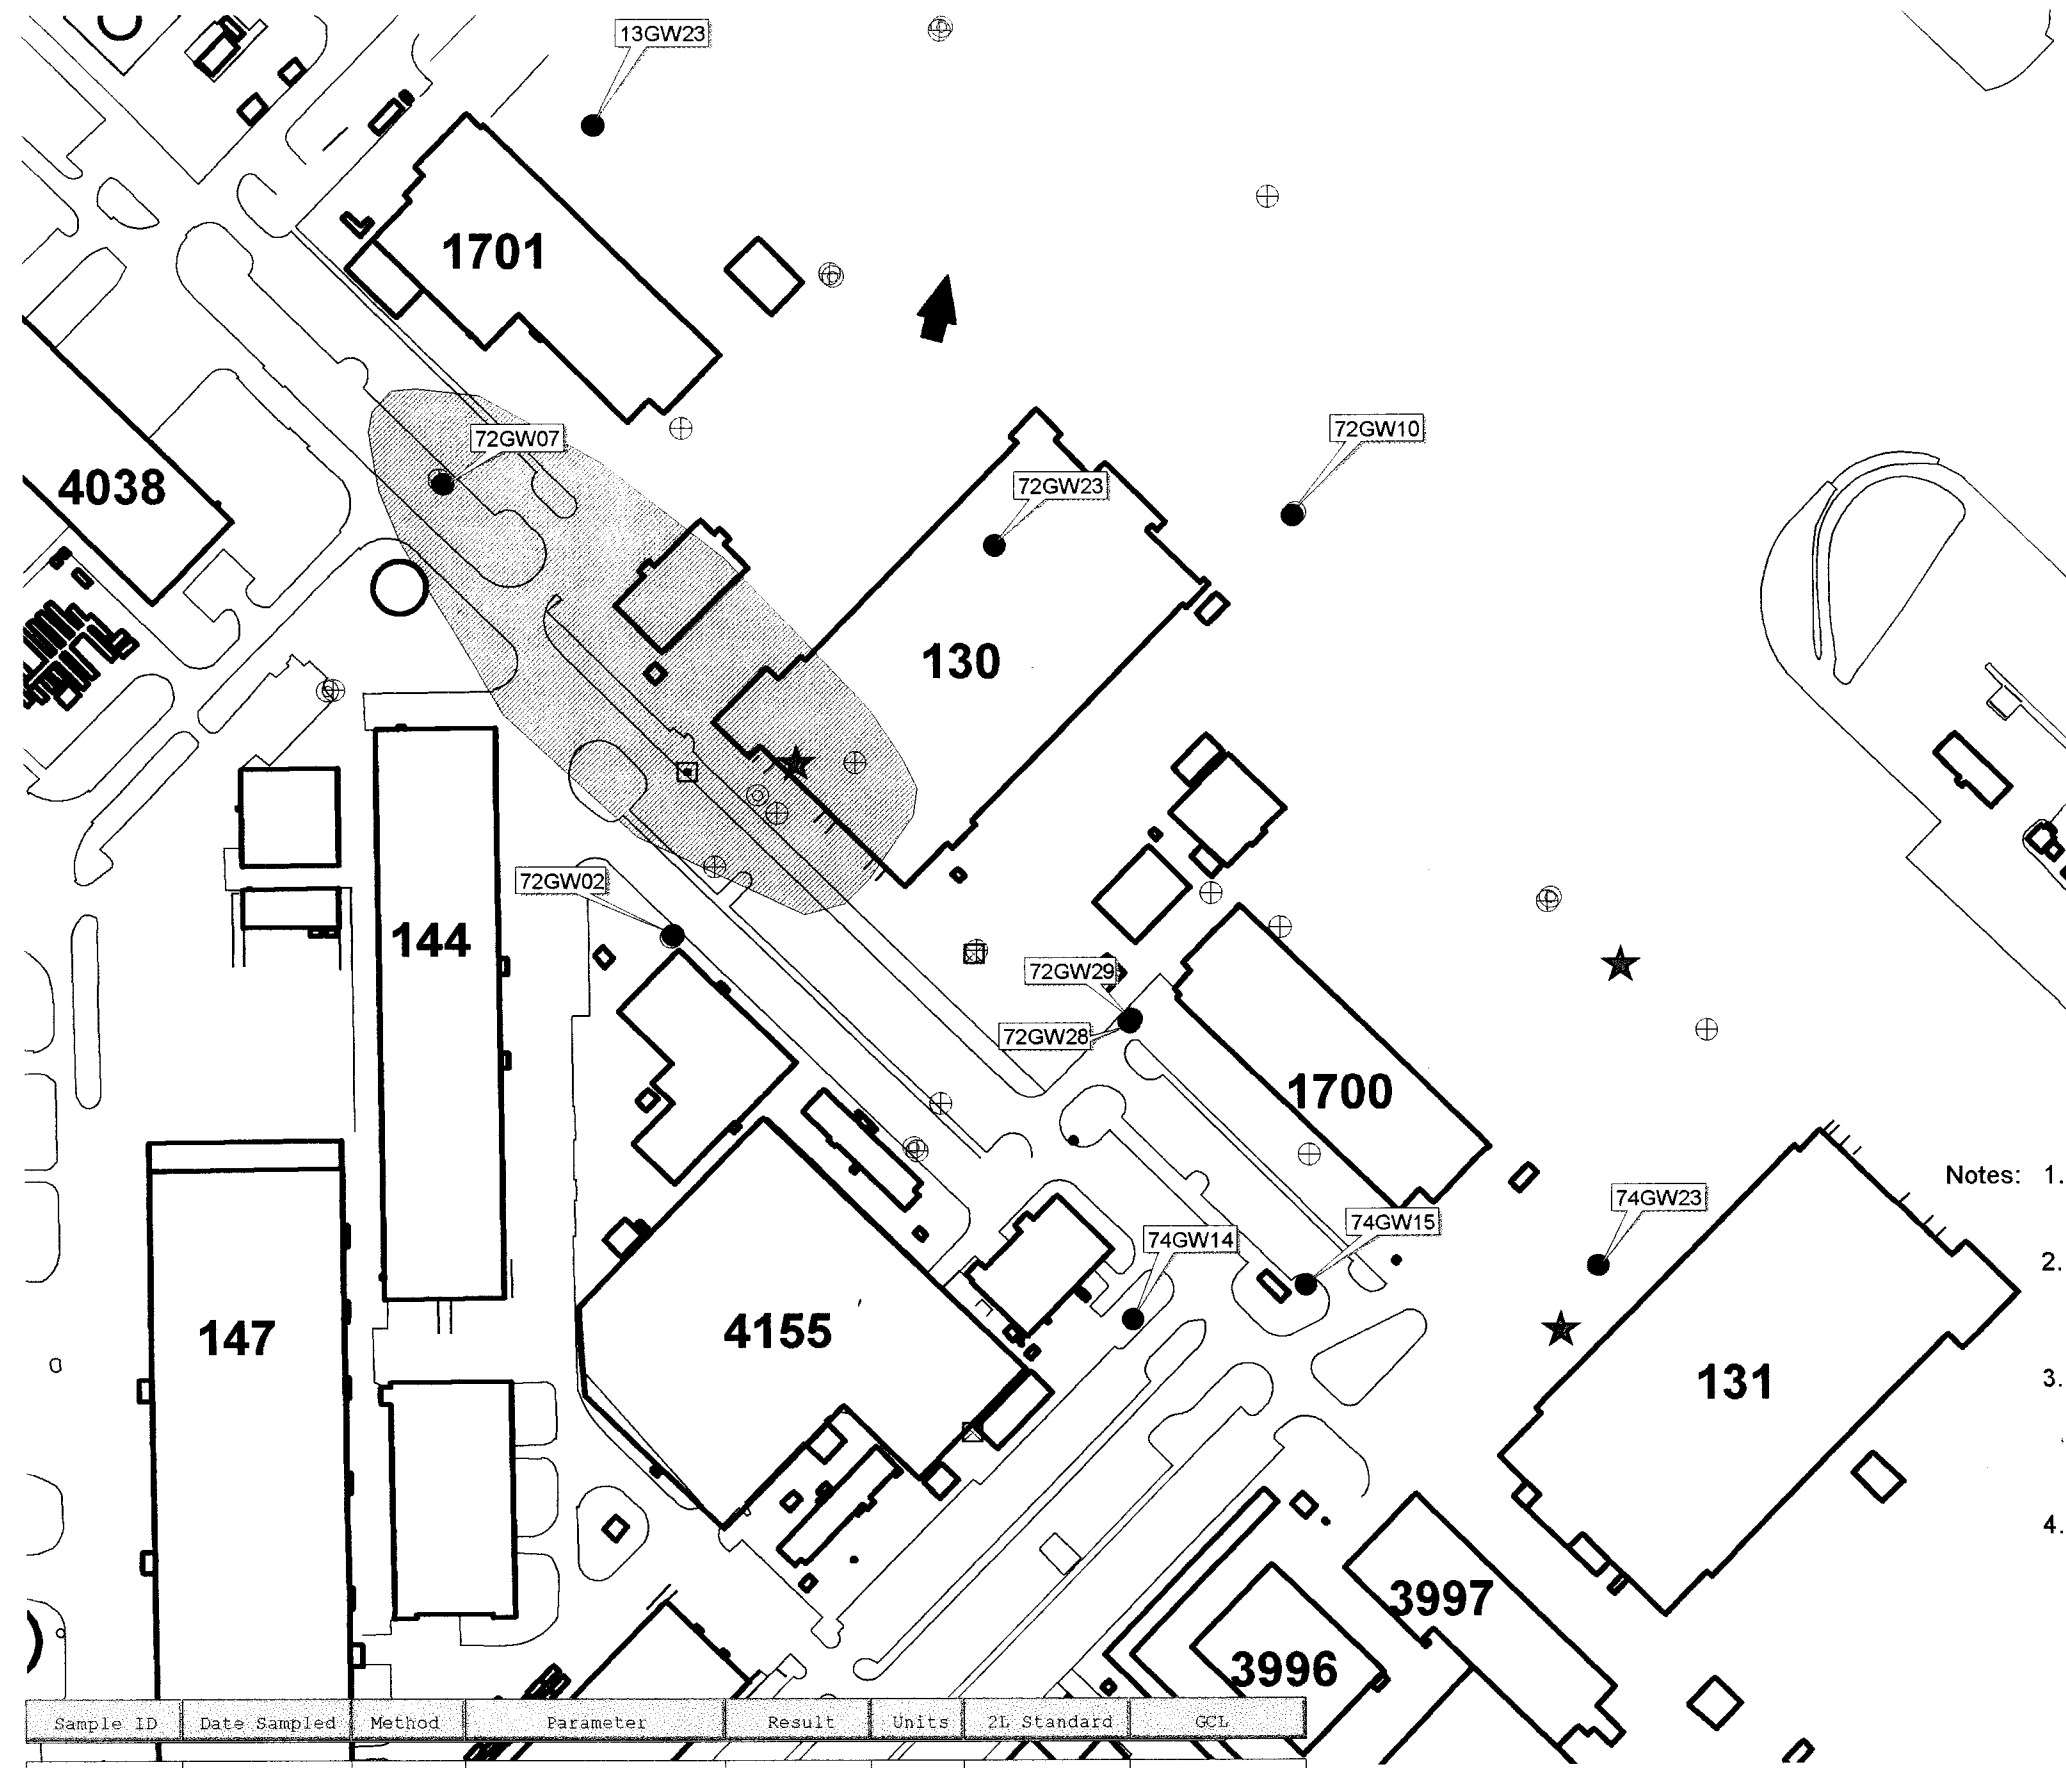 13GW23
1701
72GW07
72GW10
4038
72GW23
130
72GW02
144
72GW29
72GW28
1700
Notes: 1.
74GW23
74GW15
74GW14
2.
147
4155
131
3.
4.
3997
3996
Sample ID Date Sampled Method Parameter Result Units 2L Standard GCL